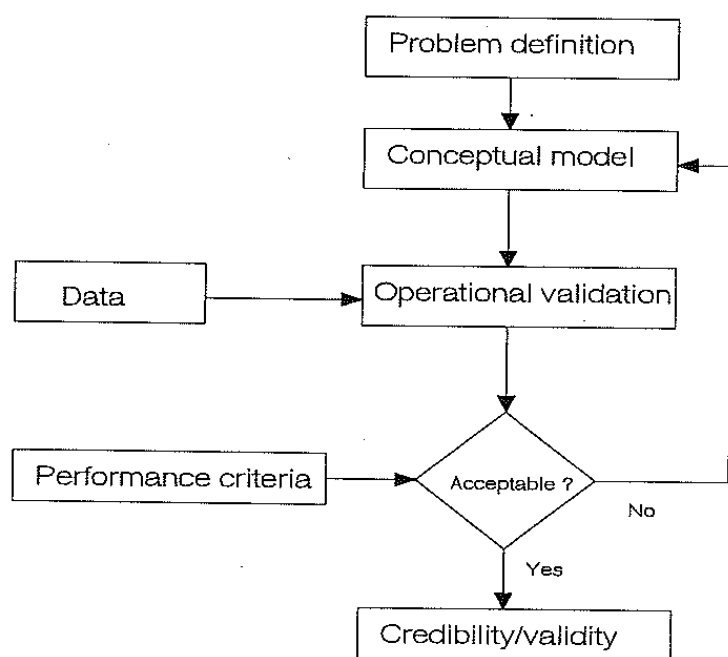 Problem definition
Conceptual model
Data
Operational validation
Performance criteria
Acceptable ?
No
Yes
Credibility/validity